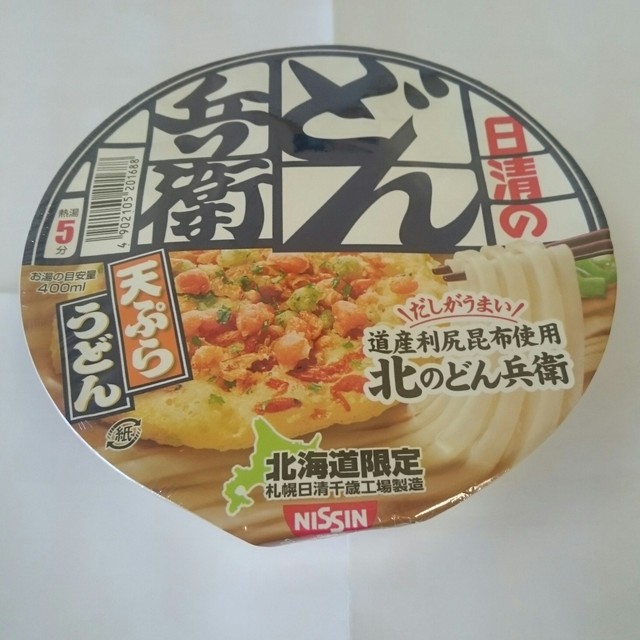 日清の
どん
兵衛
4 902105 201688
熱湯
5
分
お湯の目安量
400ml
天ぷら
うどん
だしがうまい
道産利尻昆布使用
北のどん兵衛
紙
北海道限定
札幌日清千歳工場製造
NISSIN